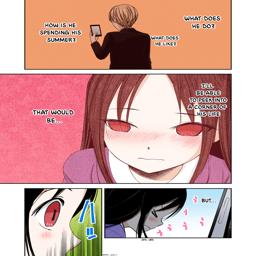 WHAT DOES
HE DO?
HOW IS HE
SPENDING HIS
SUMMER?
WHAT DOES
HE LIKE?
I'LL
BE ABLE
TO PEEK INTO
A CORNER OF
HIS LIFE
THAT WOULD
BE...
BUT...